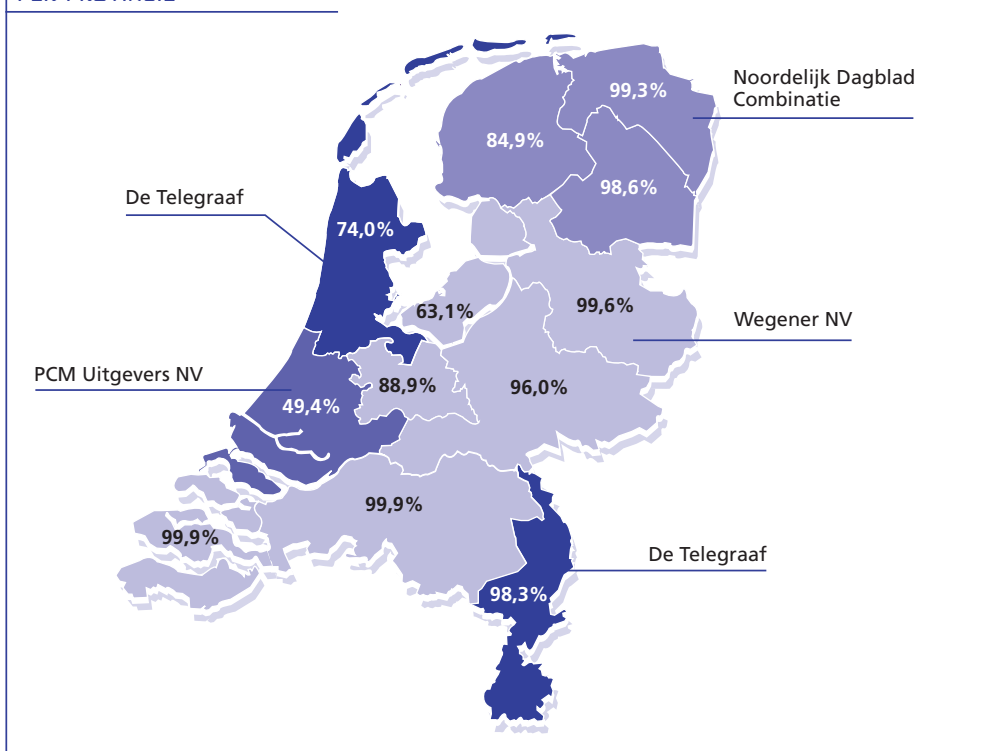 Noordelijk Dagblad
Combinatie
99,3%
84,9%
98,6%
De Telegraaf
74,0%
63,1%
99,6%
Wegener NV
PCM Uitgevers NV
88,9%
96,0%
49,4%
99,9%
99,9%
De Telegraaf
98,3%